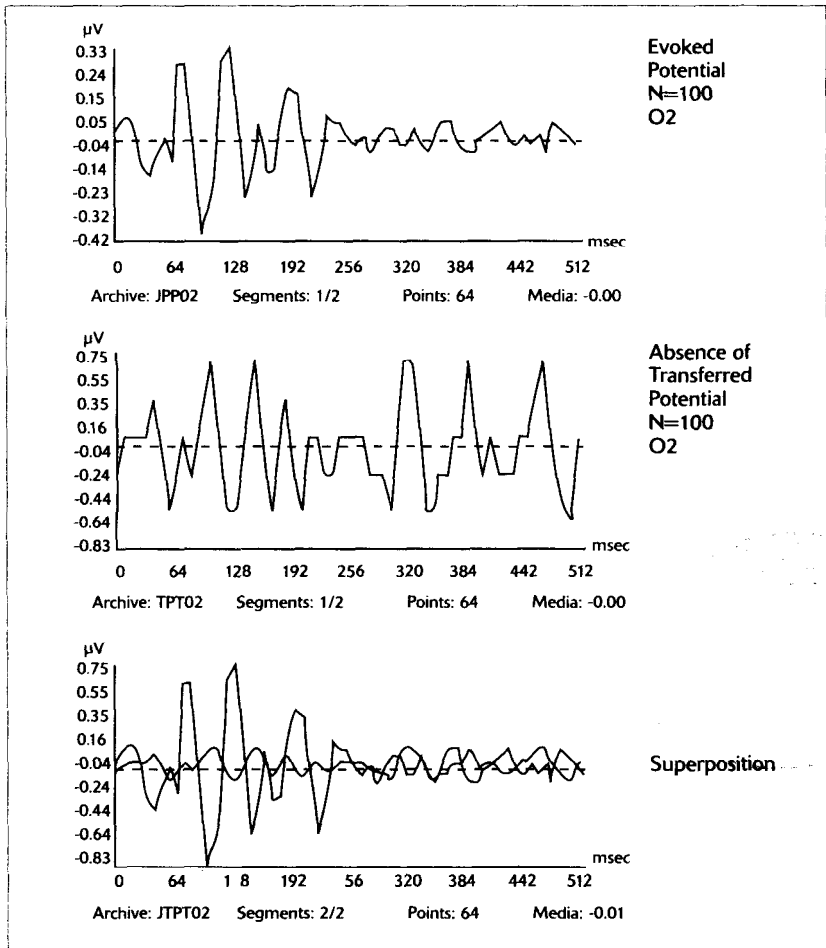 µV
0.33
0.24
0.15
0.05
-0.04
-0.14
-0.23
-0.32
-0.42
msec
0 64 128 192 256 320 384 442 512
Archive: JPP02 Segments: 1/2 Points: 64 Media: -0.00
Evoked
Potential
N=100
O2
µV
0.75
0.55
0.35
0.16
-0.04
-0.24
-0.44
-0.64
-0.83
msec
0 64 128 192 256 320 384 442 512
Archive: TPT02 Segments: 1/2 Points: 64 Media: -0.00
Absence of
Transferred
Potential
N=100
O2
µV
0.75
0.55
0.35
0.16
-0.04
-0.24
-0.44
-0.64
-0.83
msec
0 64 1 8 192 56 320 384 442 512
Archive: JTPT02 Segments: 2/2 Points: 64 Media: -0.01
Superposition